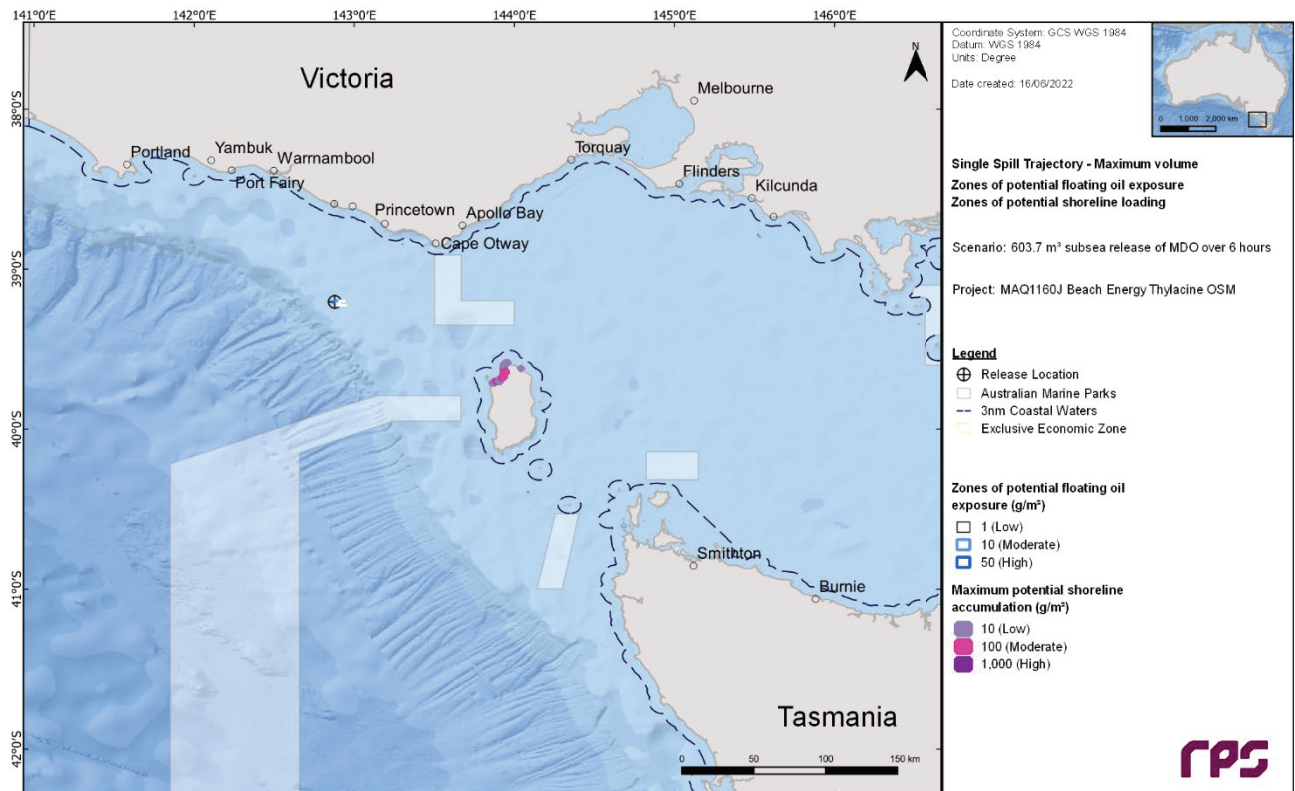 141°0'E 142°0'E 143°0'E 144°0'E 145°0'E 146°0'E
38°0'S
39°0'S
40°0'S
41°0'S
42°0'S
N
Victoria
Melbourne
Portland
Yambuk
Warrnambool
Port Fairy
Torquay
Flinders
Kilcunda
Princetown
Apollo Bay
Cape Otway
Smithton
Burnie
Tasmania
0 50 100 150 km
Coordinate System: GCS WGS 1984
Datum: WGS 1984
Units: Degree
Date created: 16/06/2022
0 1,000 2,000 km
Single Spill Trajectory - Maximum volume
Zones of potential floating oil exposure
Zones of potential shoreline loading
Scenario: 603.7 m³ subsea release of MDO over 6 hours
Project: MAQ1160J Beach Energy Thylacine OSM
Legend
Release Location
Australian Marine Parks
3nm Coastal Waters
Exclusive Economic Zone
Zones of potential floating oil
exposure (g/m²)
1 (Low)
10 (Moderate)
50 (High)
Maximum potential shoreline
accumulation (g/m²)
10 (Low)
100 (Moderate)
1,000 (High)
rps